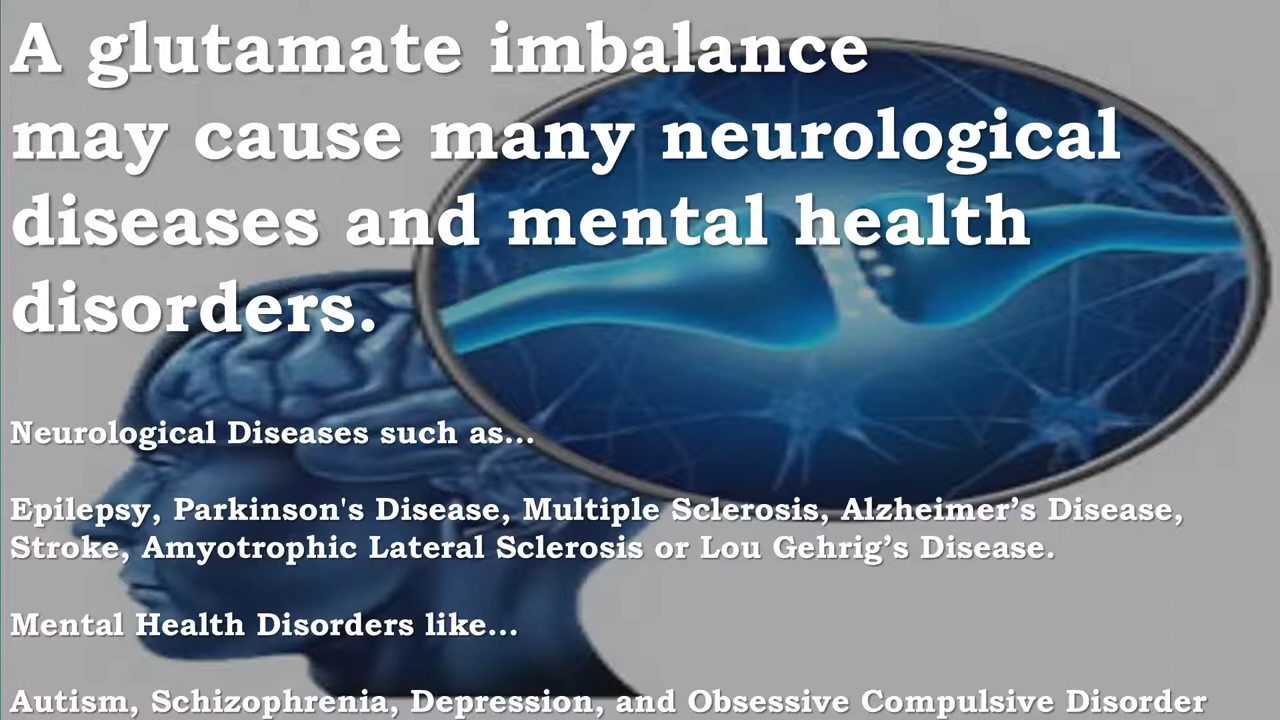 A glutamate imbalance
may cause many neurological
diseases and mental health
disorders.
Neurological Diseases such as...
Epilepsy, Parkinson's Disease, Multiple Sclerosis, Alzheimer’s Disease,
Stroke, Amyotrophic Lateral Sclerosis or Lou Gehrig’s Disease.
Mental Health Disorders like...
Autism, Schizophrenia, Depression, and Obsessive Compulsive Disorder